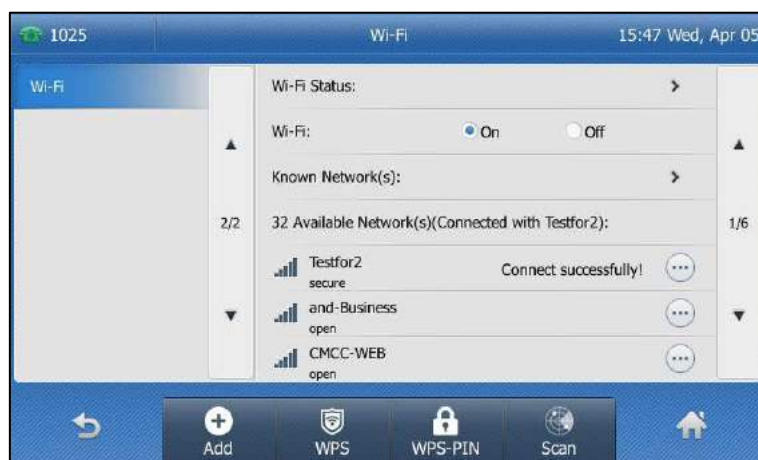 1025 Wi-Fi 15:47 Wed, Apr 05
Wi-Fi
Wi-Fi Status:
Wi-Fi: On Off
Known Network(s):
2/2 32 Available Network(s)(Connected with Testfor2): 1/6
Testfor2 Connect successfully!
secure
and-Business
open
CMCC-WEB
open
Add WPS WPS-PIN Scan